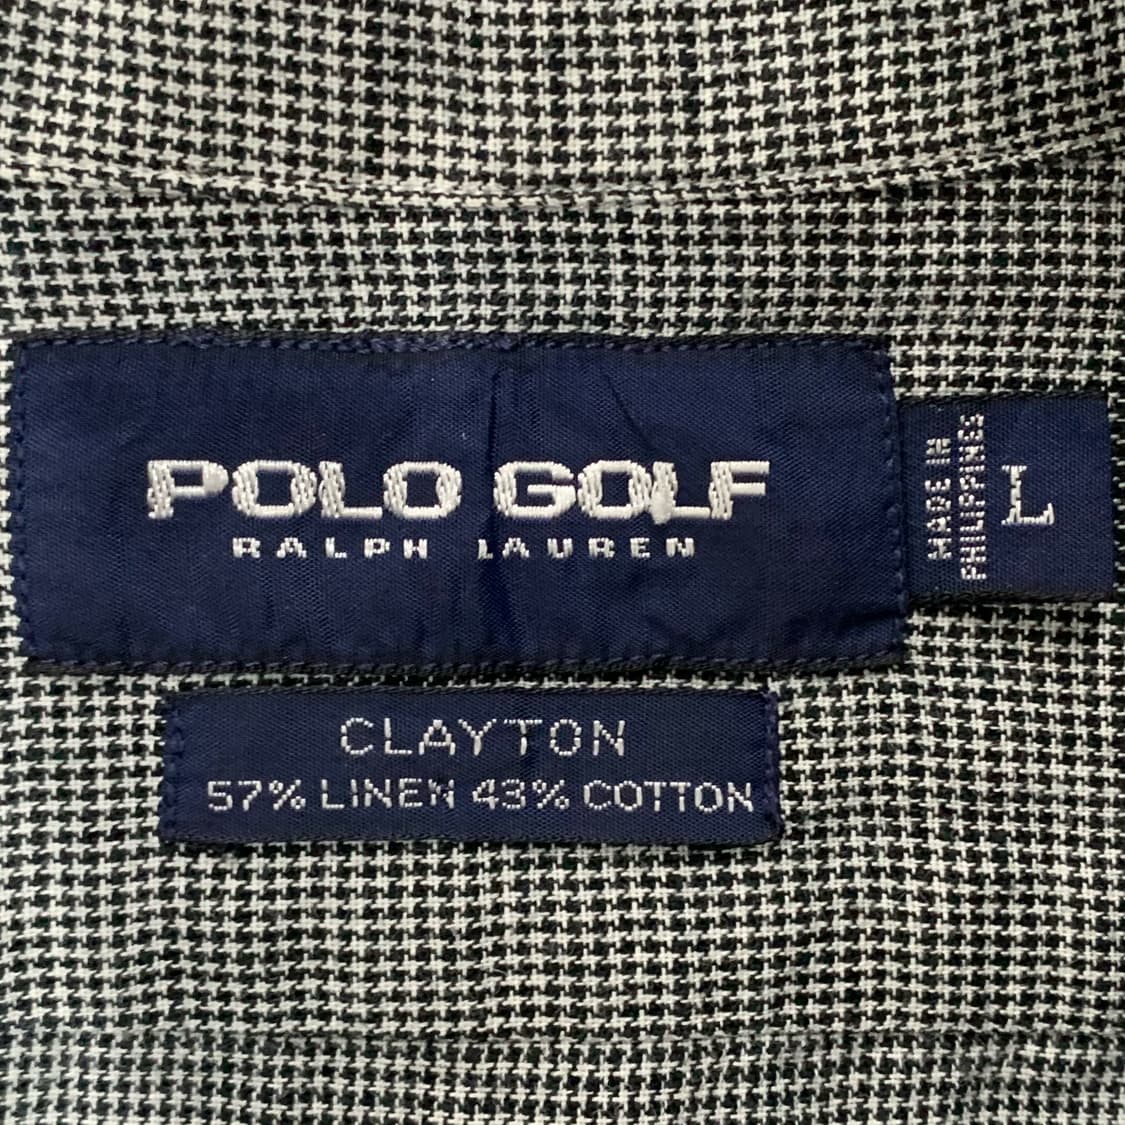 POLO GOLF
RALPH LAUREN
MADE IN
PHILIPPINES
L
CLAYTON
57% LINEN 43% COTTON